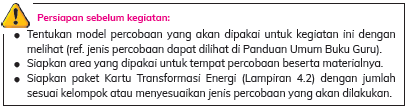 Persiapan sebelum kegiatan:
● Tentukan model percobaan yang akan dipakai untuk kegiatan ini dengan
melihat (ref. jenis percobaan dapat dilihat di Panduan Umum Buku Guru).
● Siapkan area yang dipakai untuk tempat percobaan beserta materialnya.
● Siapkan paket Kartu Transformasi Energi (Lampiran 4.2) dengan jumlah
sesuai kelompok atau menyesuaikan jenis percobaan yang akan dilakukan.